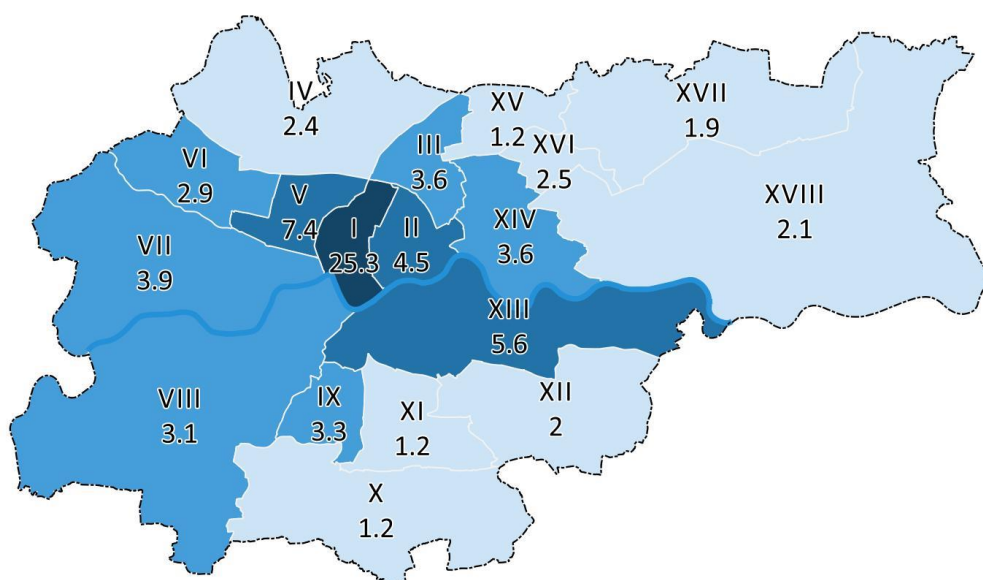 IV
2.4
XV
1.2
XVII
1.9
III
3.6
XVI
2.5
VI
2.9
V
7.4
I
25.3
II
4.5
XIV
3.6
XVIII
2.1
VII
3.9
XIII
5.6
VIII
3.1
IX
3.3
XI
1.2
XII
2
X
1.2